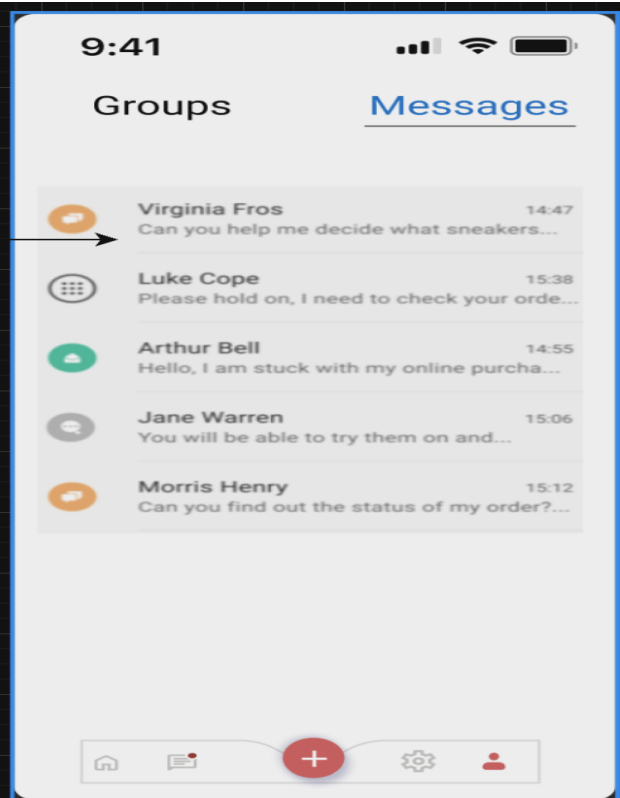 9:41
Groups Messages
Virginia Fros 14:47
Can you help me decide what sneakers...
Luke Cope 15:38
Please hold on, I need to check your orde...
Arthur Bell 14:55
Hello, I am stuck with my online purcha...
Jane Warren 15:06
You will be able to try them on and...
Morris Henry 15:12
Can you find out the status of my order?...